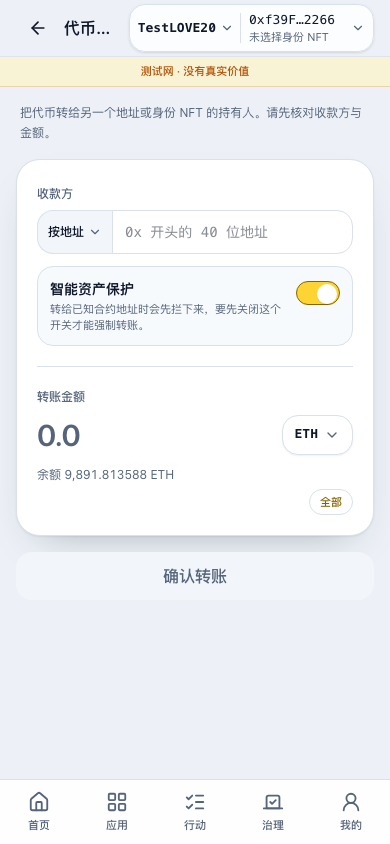 代币...
TestLOVE20
0xf39F…2266
未选择身份 NFT
测试网 · 没有真实价值
把代币转给另一个地址或身份 NFT 的持有人。请先核对收款方与
金额。
收款方
按地址
0x 开头的 40 位地址
智能资产保护
转给已知合约地址时会先拦下来，要先关闭这个
开关才能强制转账。
转账金额
0.0
ETH
余额 9,891.813588 ETH
全部
确认转账
首页
应用
行动
治理
我的